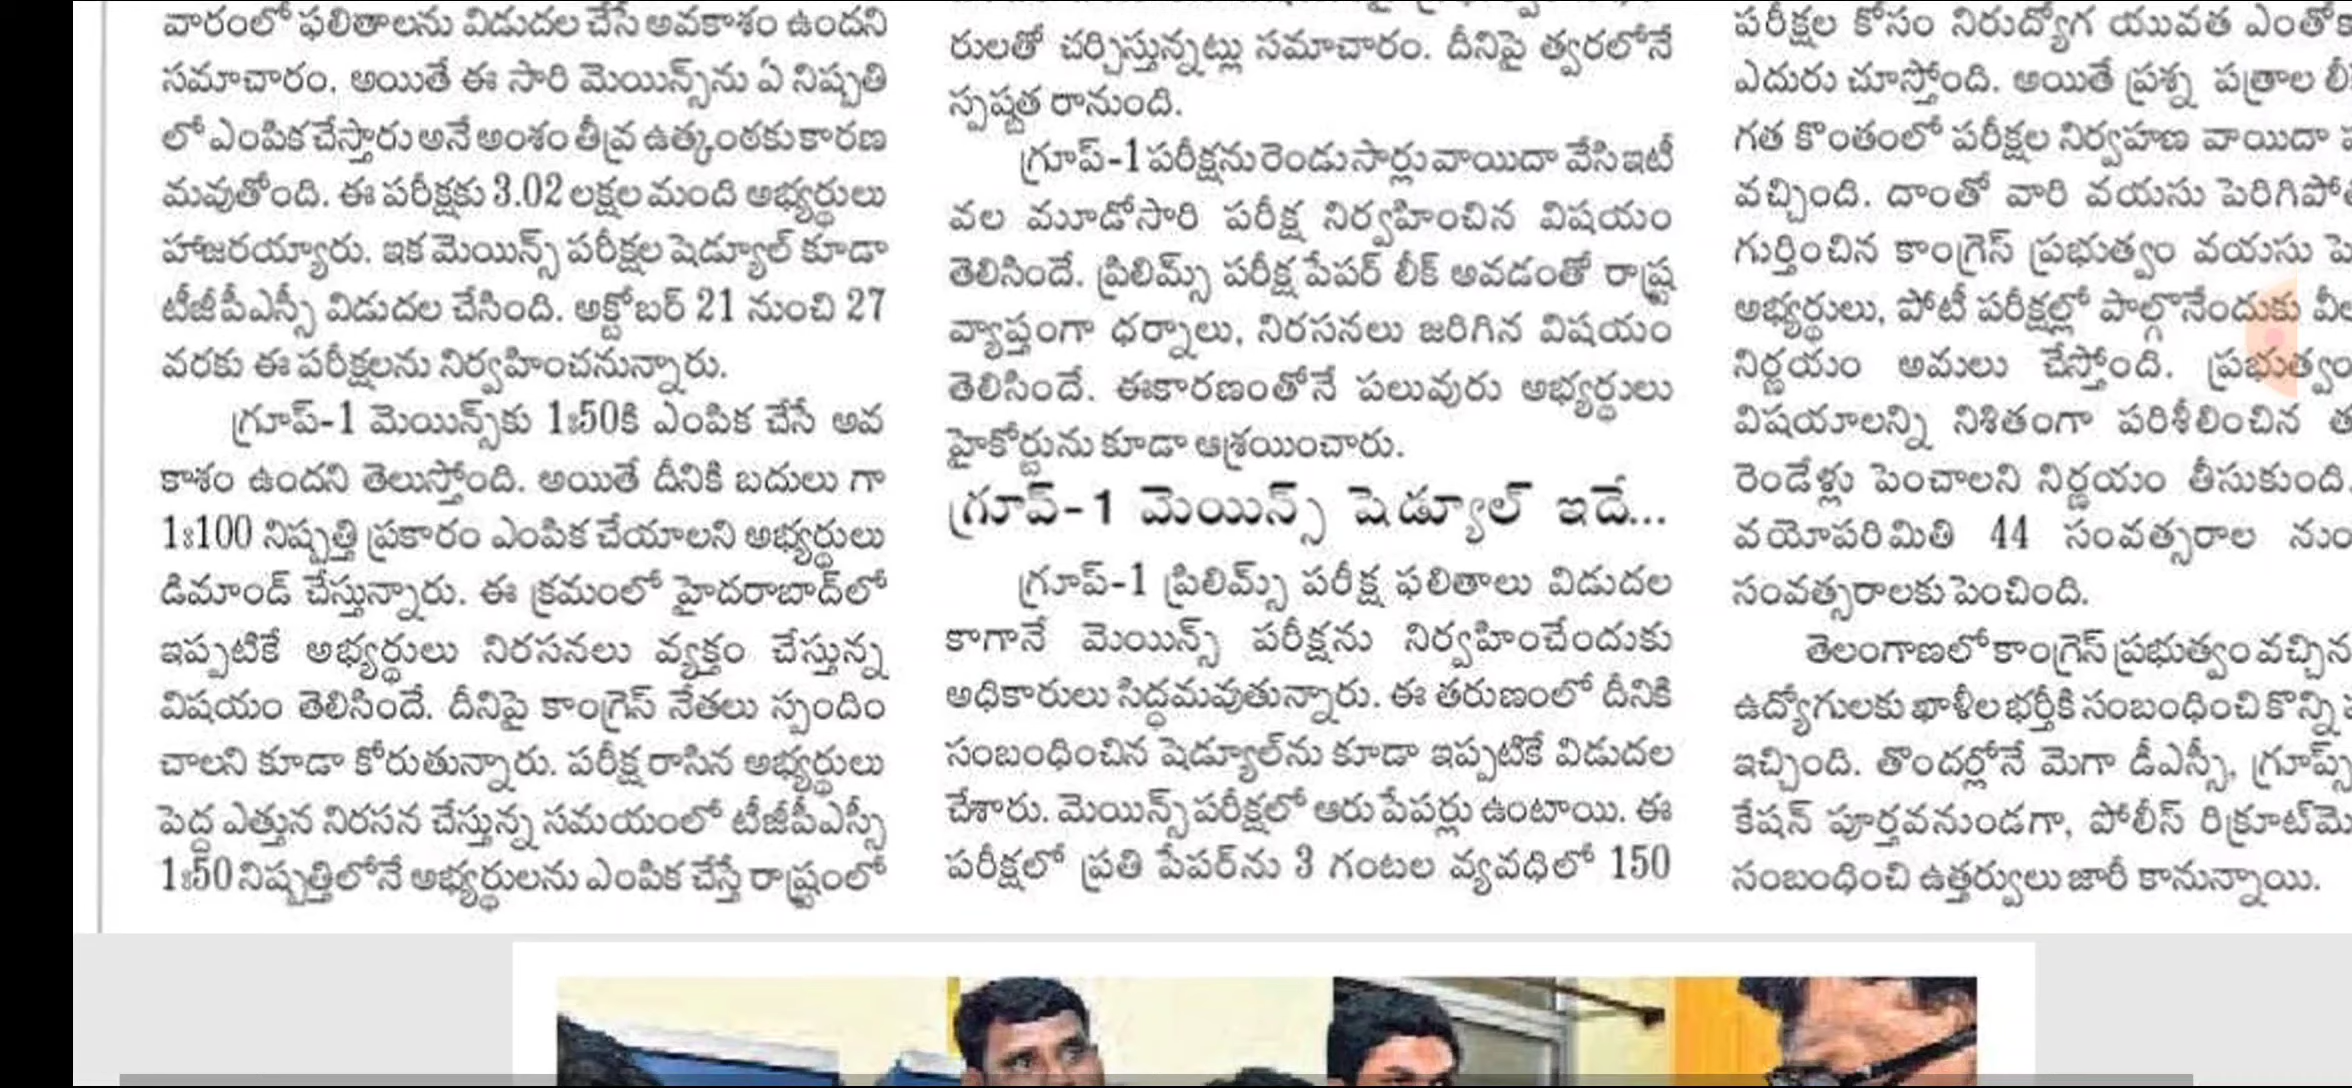 వారంలో ఫలితాలను విడుదల చేసే అవకాశం ఉందని
సమాచారం. అయితే ఈ సారి మెయిన్స్‌ను ఏ నిష్పతి
లో ఎంపిక చేస్తారు అనే అంశం తీవ్ర ఉత్కంఠకు కారణ
మవుతోంది. ఈ పరీక్షకు 3.02 లక్షల మంది అభ్యర్థులు
హాజరయ్యారు. ఇక మెయిన్స్ పరీక్షల షెడ్యూల్ కూడా
టీజీపీఎస్సీ విడుదల చేసింది. అక్టోబర్ 21 నుంచి 27
వరకు ఈ పరీక్షలను నిర్వహించనున్నారు.
గ్రూప్-1 మెయిన్స్‌కు 1ః50కి ఎంపిక చేసే అవ
కాశం ఉందని తెలుస్తోంది. అయితే దీనికి బదులు గా
1ః100 నిష్పత్తి ప్రకారం ఎంపిక చేయాలని అభ్యర్థులు
డిమాండ్ చేస్తున్నారు. ఈ క్రమంలో హైదరాబాద్‌లో
ఇప్పటికే అభ్యర్థులు నిరసనలు వ్యక్తం చేస్తున్న
విషయం తెలిసిందే. దీనిపై కాంగ్రెస్ నేతలు స్పందిం
చాలని కూడా కోరుతున్నారు. పరీక్ష రాసిన అభ్యర్థులు
పెద్ద ఎత్తున నిరసన చేస్తున్న సమయంలో టీజీపీఎస్సీ
1ః50 నిష్పత్తిలోనే అభ్యర్థులను ఎంపిక చేస్తే రాష్ట్రంలో
రులతో చర్చిస్తున్నట్లు సమాచారం. దీనిపై త్వరలోనే
స్పష్టత రానుంది.
గ్రూప్-1 పరీక్షను రెండు సార్లు వాయిదా వేసి ఇటీ
వల మూడోసారి పరీక్ష నిర్వహించిన విషయం
తెలిసిందే. ప్రిలిమ్స్ పరీక్ష పేపర్ లీక్ అవడంతో రాష్ట్ర
వ్యాప్తంగా ధర్నాలు, నిరసనలు జరిగిన విషయం
తెలిసిందే. ఈకారణంతోనే పలువురు అభ్యర్థులు
హైకోర్టును కూడా ఆశ్రయించారు.
గ్రూప్-1 మెయిన్స్ షెడ్యూల్ ఇదే...
గ్రూప్-1 ప్రిలిమ్స్ పరీక్ష ఫలితాలు విడుదల
కాగానే మెయిన్స్ పరీక్షను నిర్వహించేందుకు
అధికారులు సిద్ధమవుతున్నారు. ఈ తరుణంలో దీనికి
సంబంధించిన షెడ్యూల్‌ను కూడా ఇప్పటికే విడుదల
చేశారు. మెయిన్స్ పరీక్షలో ఆరు పేపర్లు ఉంటాయి. ఈ
పరీక్షలో ప్రతి పేపర్‌ను 3 గంటల వ్యవధిలో 150
పరీక్షల కోసం నిరుద్యోగ యువత ఎంతో
ఎదురు చూస్తోంది. అయితే ప్రశ్న పత్రాల
గత కొంతంలో పరీక్షల నిర్వహణ వాయిదా
వచ్చింది. దాంతో వారి వయసు
గుర్తించిన కాంగ్రెస్ ప్రభుత్వం వయసు
అభ్యర్థులు, పోటీ పరీక్షల్లో పాల్గొనేందుకు
నిర్ణయం అమలు చేస్తోంది. ప్రభుత్వం
విషయాలన్ని నిశితంగా పరిశీలించిన
రెండేళ్లు పెంచాలని నిర్ణయం తీసుకుంది.
వయోపరిమితి 44 సంవత్సరాల
సంవత్సరాలకు పెంచింది.
తెలంగాణలో కాంగ్రెస్ ప్రభుత్వం వచ్చిన
ఉద్యోగులకు ఖాళీల భర్తీకి సంబంధించి కొన్ని
ఇచ్చింది. తొందర్లోనే మెగా డీఎస్సీ, గ్రూప్స్
కేషన్ పూర్తవనుండగా, పోలీస్ రిక్రూట్‌మె
సంబంధించి ఉత్తర్వులు జారీ కానున్నాయి.